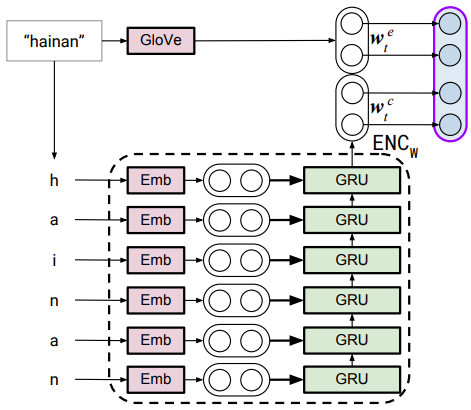 "hainan"
GloVe
w_t^e
w_t^c
ENC_W
h Emb GRU
a Emb GRU
i Emb GRU
n Emb GRU
a Emb GRU
n Emb GRU